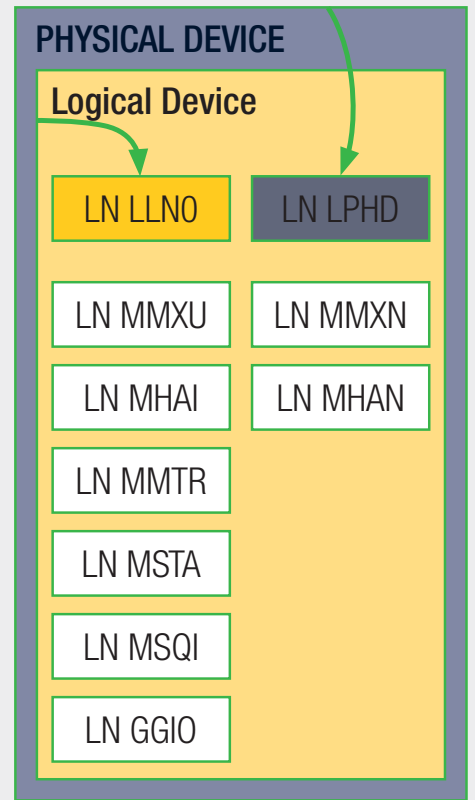 PHYSICAL DEVICE
Logical Device
LN LLN0
LN LPHD
LN MMXU
LN MMXN
LN MHAI
LN MHAN
LN MMTR
LN MSTA
LN MSQI
LN GGIO